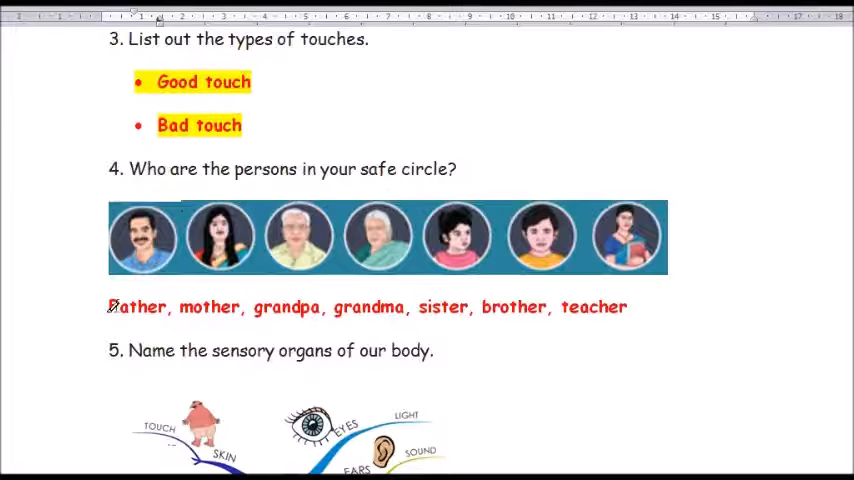 3. List out the types of touches.
• Good touch
• Bad touch
4. Who are the persons in your safe circle?
Father, mother, grandpa, grandma, sister, brother, teacher
5. Name the sensory organs of our body.
TOUCH
SKIN
EYES
LIGHT
EARS
SOUND